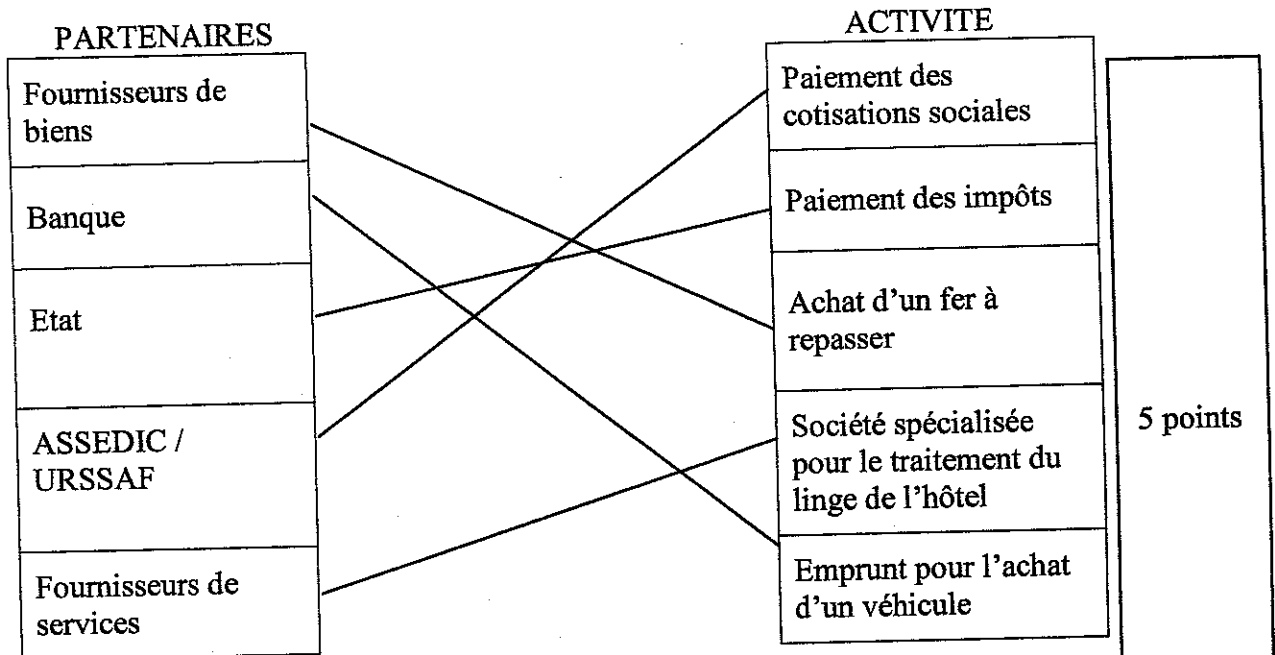 PARTENAIRES
Fournisseurs de
biens
Banque
Etat
ASSEDIC /
URSSAF
Fournisseurs de
services
ACTIVITE
Paiement des
cotisations sociales
Paiement des impôts
Achat d'un fer à
repasser
Société spécialisée
pour le traitement du
linge de l'hôtel
Emprunt pour l'achat
d'un véhicule
5 points